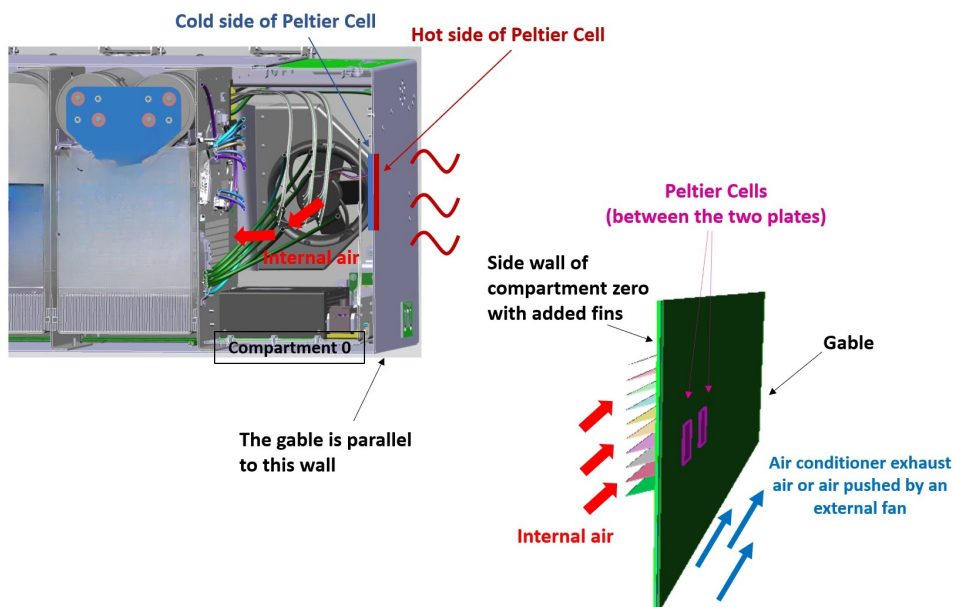 Cold side of Peltier Cell
Hot side of Peltier Cell
Internal air
Compartment 0
The gable is parallel
to this wall
Peltier Cells
(between the two plates)
Side wall of
compartment zero
with added fins
Gable
Air conditioner exhaust
air or air pushed by an
external fan
Internal air